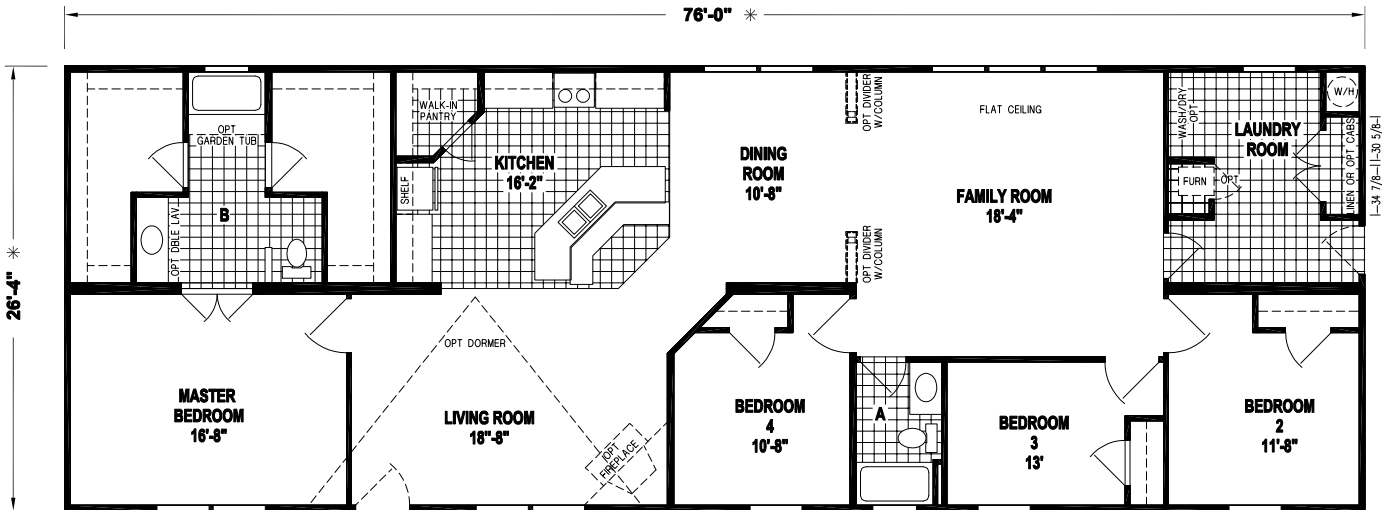 76'-0" *
26'-4" *
OPT
GARDEN TUB
B
OPT DBLE LAV
WALK-IN
PANTRY
SHELF
KITCHEN
16'-2"
DINING
ROOM
10'-8"
OPT DIVIDER
W/COLUMN
OPT DIVIDER
W/COLUMN
FLAT CEILING
FAMILY ROOM
18'-4"
WASH/DRY
OPT
LAUNDRY
ROOM
W/H
FURN
OPT
LINEN OR OPT CABS
34 7/8
30 5/8
OPT DORMER
MASTER
BEDROOM
16'-8"
LIVING ROOM
18"-8"
OPT
FIREPLACE
BEDROOM
4
10'-8"
A
BEDROOM
3
13'
BEDROOM
2
11'-8"